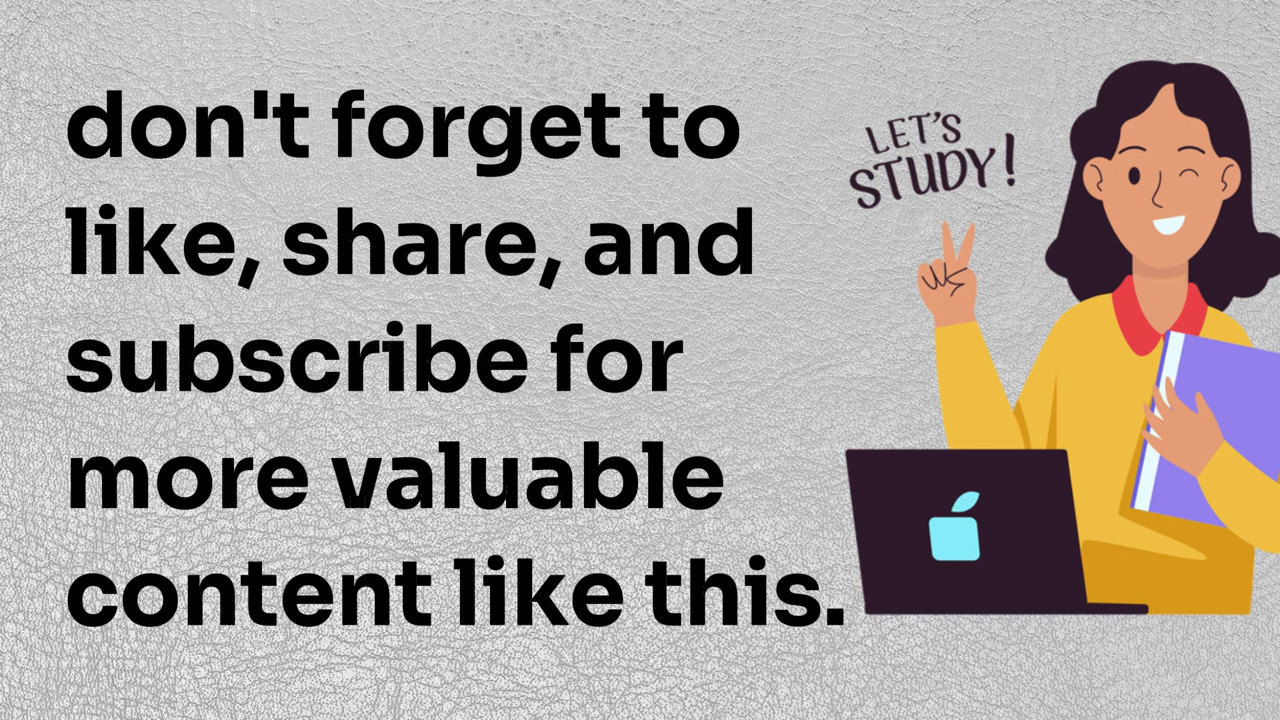 don't forget to
like, share, and
subscribe for
more valuable
content like this.
LET'S
STUDY!